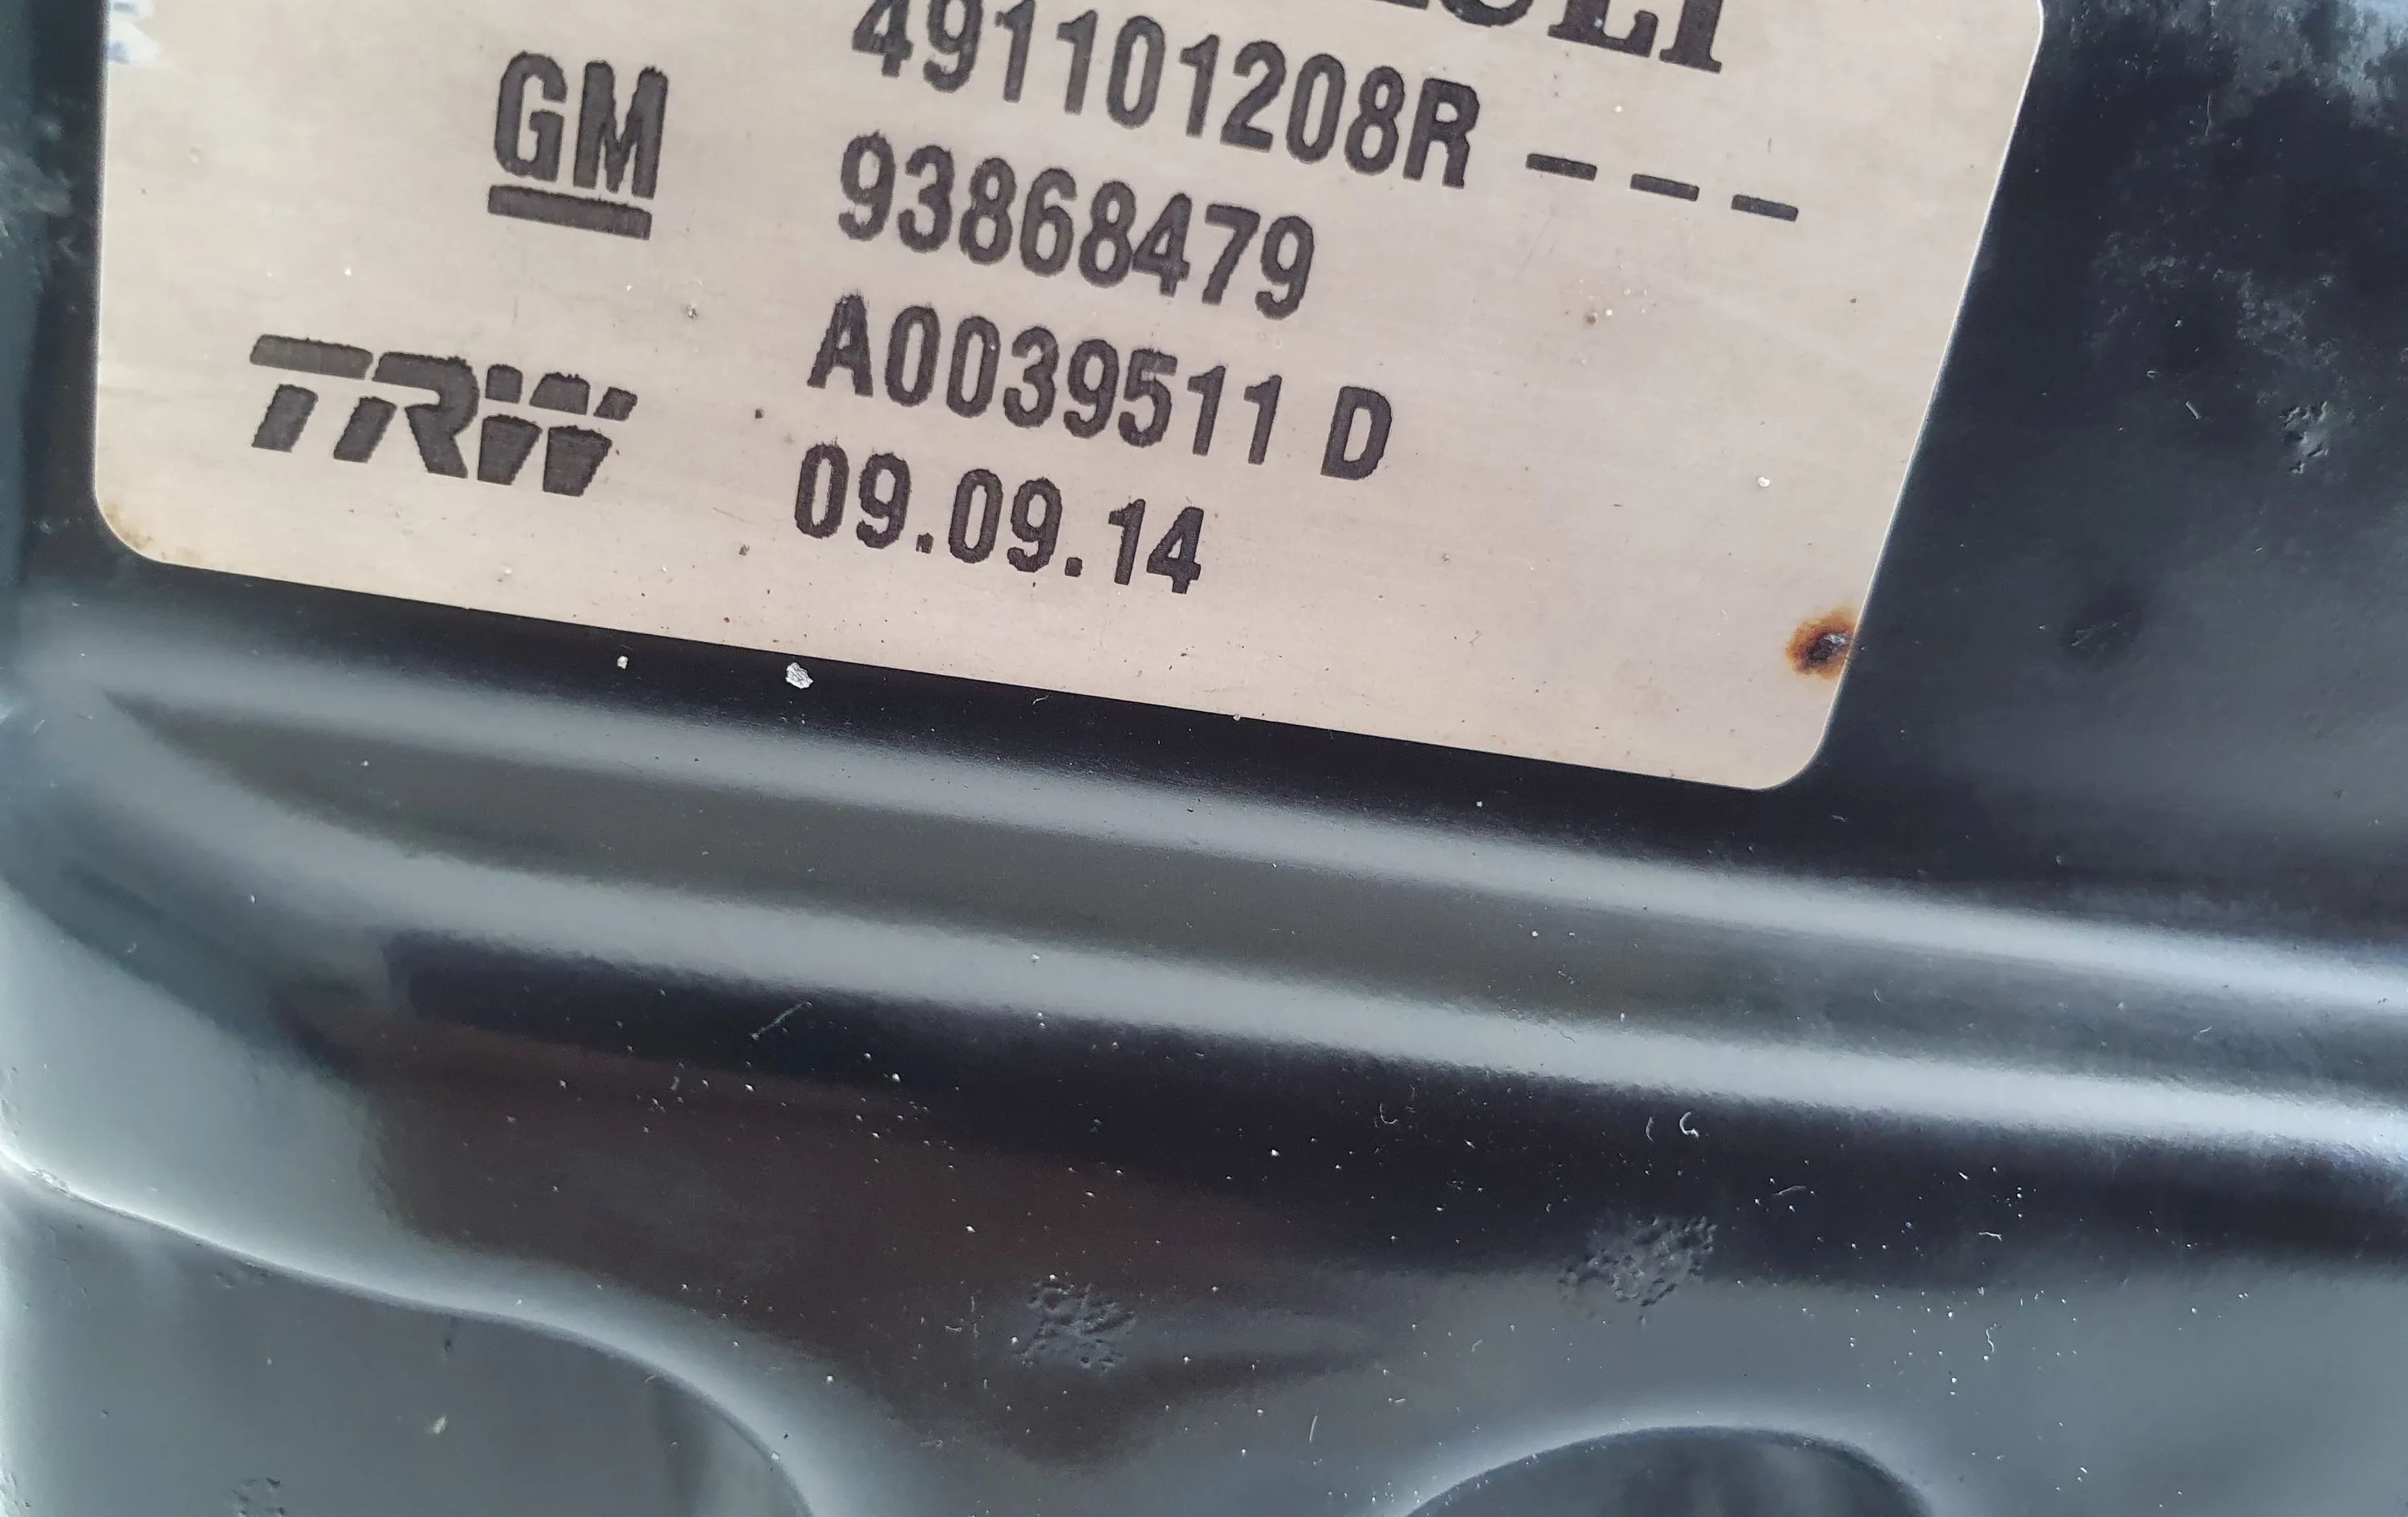 491101208R - - -
GM 93868479
TRW A0039511 D
09.09.14